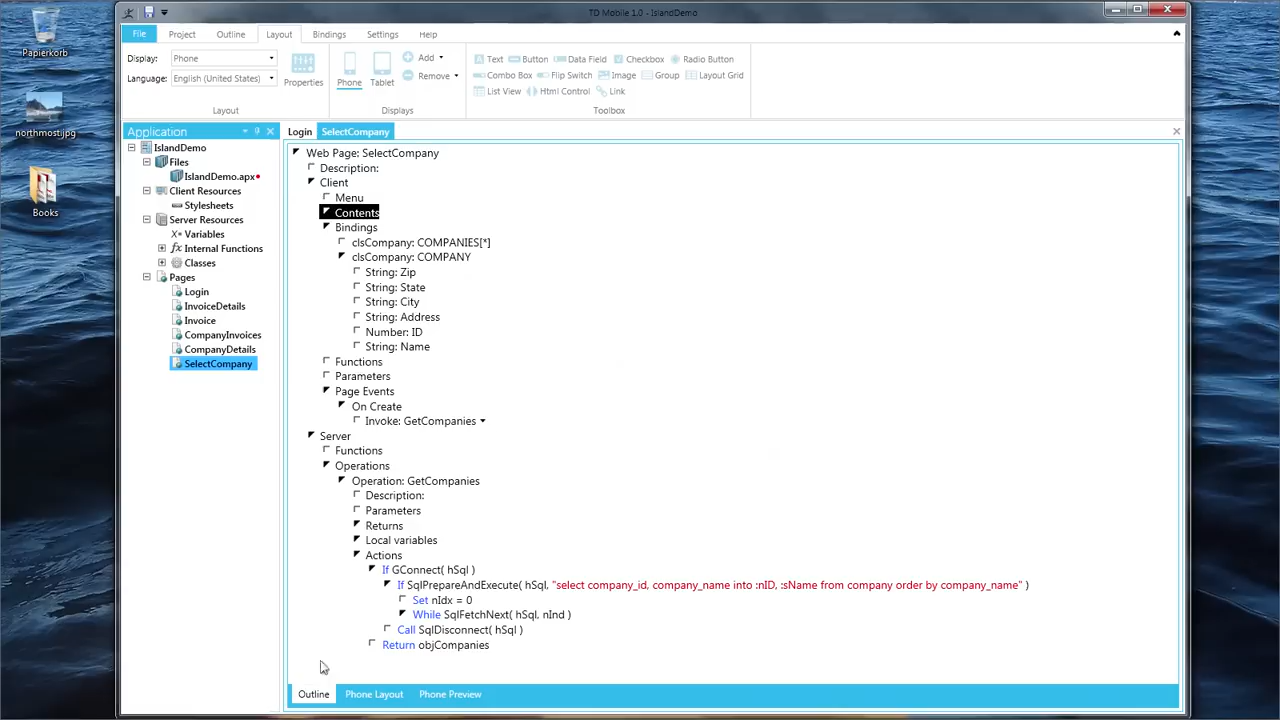 TD Mobile 1.0 - IslandDemo
File Project Outline Layout Bindings Settings Help
Display: Phone
Language: English (United States)
Properties
Phone
Tablet
Add
Remove
Text Button Data Field Checkbox Radio Button
Combo Box Flip Switch Image Group Layout Grid
List View Html Control Link
Layout
Displays
Toolbox
Papierkorb
northmost.jpg
Books
Application
IslandDemo
Files
IslandDemo.apx
Client Resources
Stylesheets
Server Resources
Variables
Internal Functions
Classes
Pages
Login
InvoiceDetails
Invoice
CompanyInvoices
CompanyDetails
SelectCompany
Login SelectCompany
Web Page: SelectCompany
Description:
Client
Menu
Contents
Bindings
clsCompany: COMPANIES[*]
clsCompany: COMPANY
String: Zip
String: State
String: City
String: Address
Number: ID
String: Name
Functions
Parameters
Page Events
On Create
Invoke: GetCompanies
Server
Functions
Operations
Operation: GetCompanies
Description:
Parameters
Returns
Local variables
Actions
If GConnect( hSql )
If SqlPrepareAndExecute( hSql, "select company_id, company_name into :nID, :sName from company order by company_name" )
Set nIdx = 0
While SqlFetchNext( hSql, nInd )
Call SqlDisconnect( hSql )
Return objCompanies
Outline Phone Layout Phone Preview